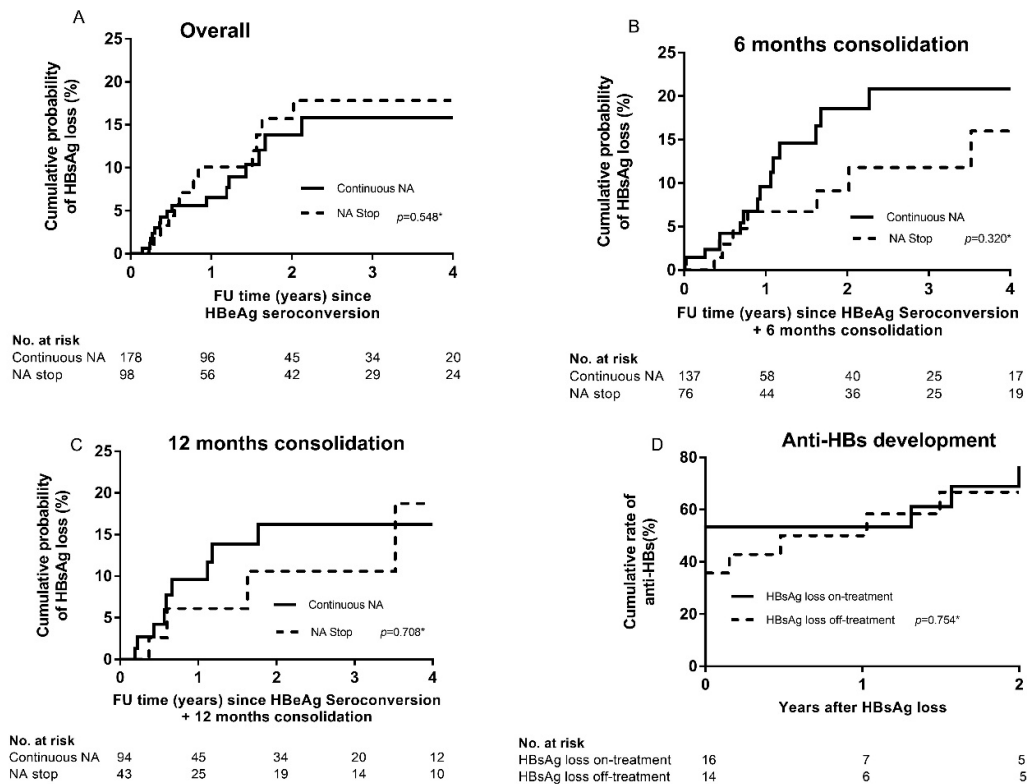 A
Overall
Cumulative probability
of HBsAg loss (%)
25
20
15
10
5
0
Continuous NA
NA Stop
p=0.548*
0 1 2 3 4
FU time (years) since
HBeAg seroconversion
No. at risk
Continuous NA 178 96 45 34 20
NA stop 98 56 42 29 24
B
6 months consolidation
Cumulative probability
of HBsAg loss (%)
25
20
15
10
5
0
Continuous NA
NA Stop
p=0.320*
0 1 2 3 4
FU time (years) since HBeAg Seroconversion
+ 6 months consolidation
No. at risk
Continuous NA 137 58 40 25 17
NA stop 76 44 36 25 19
C
12 months consolidation
Cumulative probability
of HBsAg loss (%)
25
20
15
10
5
0
Continuous NA
NA Stop
p=0.708*
0 1 2 3 4
FU time (years) since HBeAg Seroconversion
+ 12 months consolidation
No. at risk
Continuous NA 94 45 34 20 12
NA stop 43 25 19 14 10
D
Anti-HBs development
Cumulative rate of
anti-HBs(%)
80
60
40
20
0
HBsAg loss on-treatment
HBsAg loss off-treatment
p=0.754*
0 1 2
Years after HBsAg loss
No. at risk
HBsAg loss on-treatment 16 7 5
HBsAg loss off-treatment 14 6 5